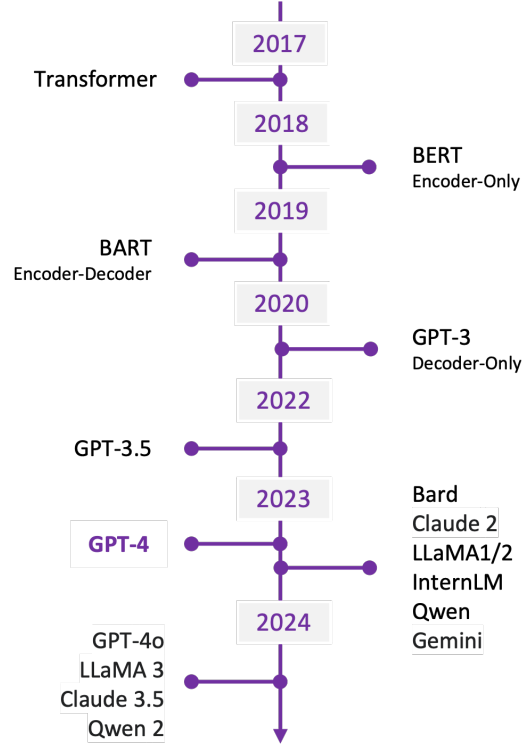 2017
Transformer
2018
BERT
Encoder-Only
2019
BART
Encoder-Decoder
2020
GPT-3
Decoder-Only
2022
GPT-3.5
2023
GPT-4
Bard
Claude 2
LLaMA1/2
InternLM
Qwen
Gemini
2024
GPT-4o
LLaMA 3
Claude 3.5
Qwen 2